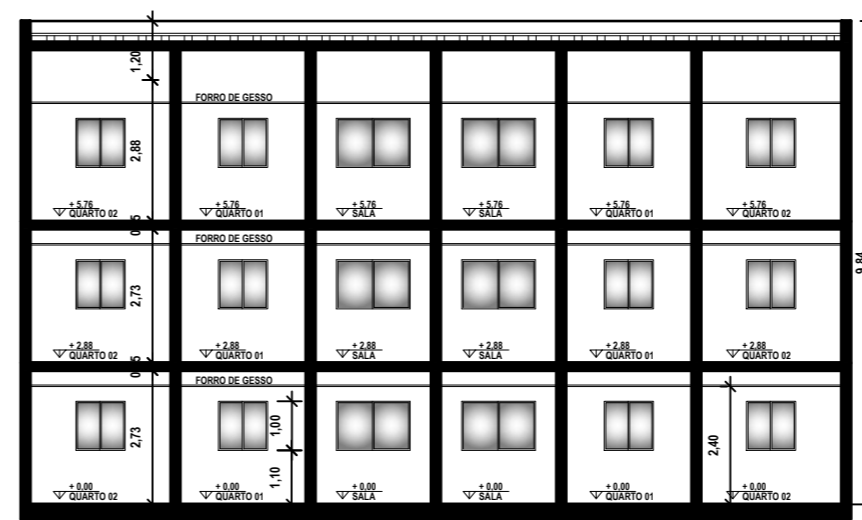 1,20
FORRO DE GESSO
2,88
+ 5,76
QUARTO 02
+ 5,76
QUARTO 01
+ 5,76
SALA
+ 5,76
SALA
+ 5,76
QUARTO 01
+ 5,76
QUARTO 02
FORRO DE GESSO
9,84
2,73
+ 2,88
QUARTO 02
+ 2,88
QUARTO 01
+ 2,88
SALA
+ 2,88
SALA
+ 2,88
QUARTO 01
+ 2,88
QUARTO 02
FORRO DE GESSO
1,00
2,73
2,40
1,10
+ 0,00
QUARTO 02
+ 0,00
QUARTO 01
+ 0,00
SALA
+ 0,00
SALA
+ 0,00
QUARTO 01
+ 0,00
QUARTO 02